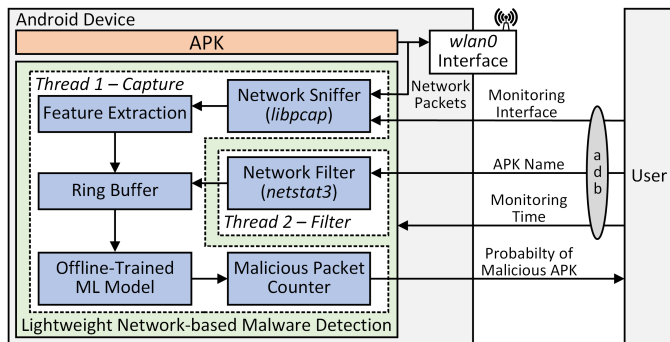 Android Device
APK
wlan0
Interface
Network
Packets
Thread 1 – Capture
Feature Extraction
Network Sniffer
(libpcap)
Monitoring
Interface
Ring Buffer
Network Filter
(netstat3)
Thread 2 – Filter
APK Name
Monitoring
Time
a
d
b
User
Offline-Trained
ML Model
Malicious Packet
Counter
Probabilty of
Malicious APK
Lightweight Network-based Malware Detection